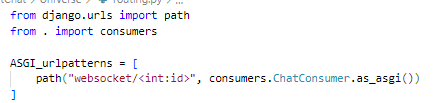 from django.urls import path
from . import consumers
ASGI_urlpatterns = [
    path("websocket/<int:id>", consumers.ChatConsumer.as_asgi())
]